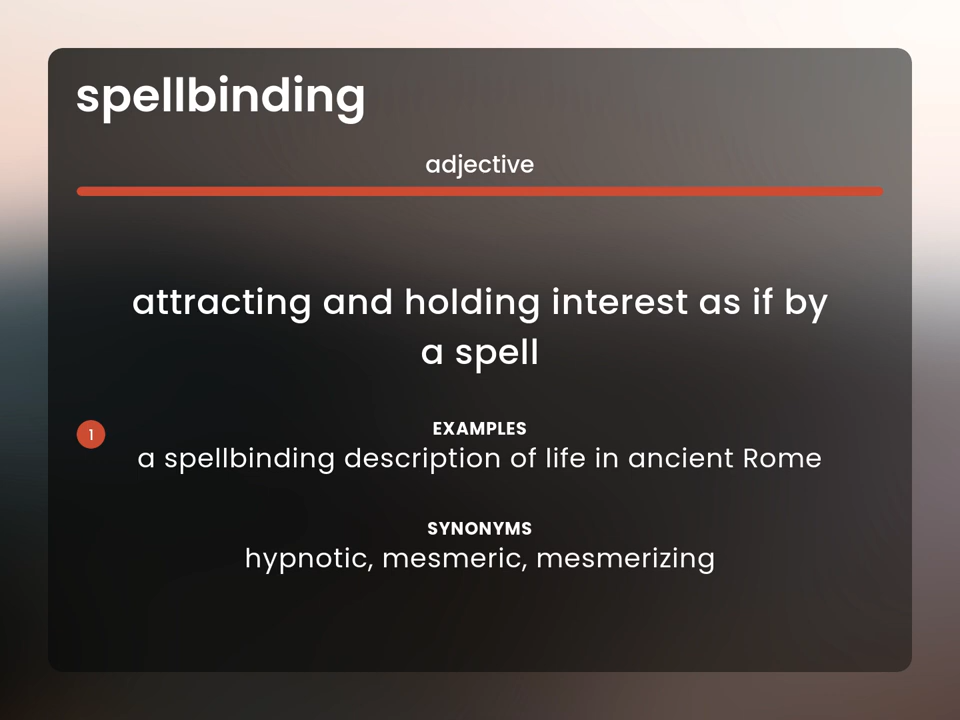 spellbinding
adjective
attracting and holding interest as if by
a spell
1
EXAMPLES
a spellbinding description of life in ancient Rome
SYNONYMS
hypnotic, mesmeric, mesmerizing